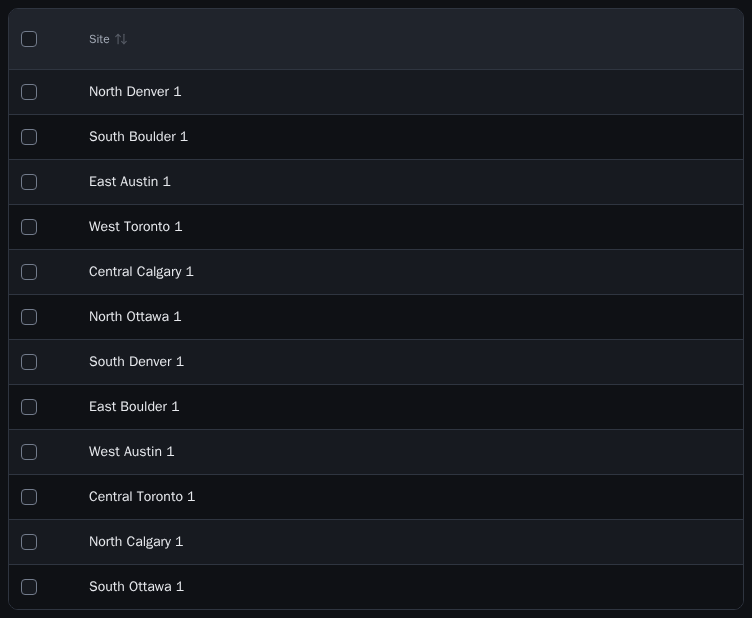 Site
North Denver 1
South Boulder 1
East Austin 1
West Toronto 1
Central Calgary 1
North Ottawa 1
South Denver 1
East Boulder 1
West Austin 1
Central Toronto 1
North Calgary 1
South Ottawa 1